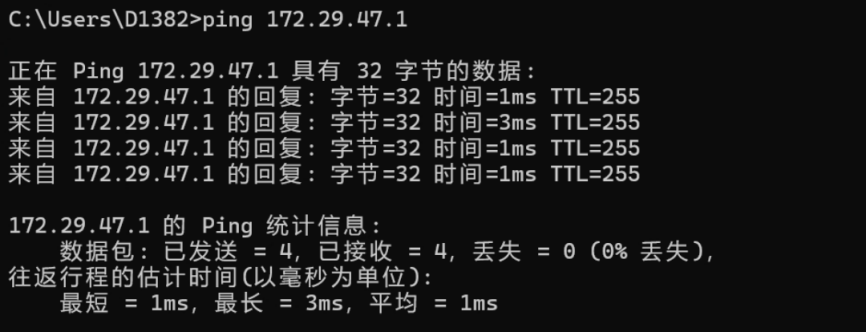 C:\Users\D1382>ping 172.29.47.1
正在 Ping 172.29.47.1 具有 32 字节的数据:
来自 172.29.47.1 的回复: 字节=32 时间=1ms TTL=255
来自 172.29.47.1 的回复: 字节=32 时间=3ms TTL=255
来自 172.29.47.1 的回复: 字节=32 时间=1ms TTL=255
来自 172.29.47.1 的回复: 字节=32 时间=1ms TTL=255
172.29.47.1 的 Ping 统计信息:
    数据包: 已发送 = 4, 已接收 = 4, 丢失 = 0 (0% 丢失),
往返行程的估计时间(以毫秒为单位):
    最短 = 1ms, 最长 = 3ms, 平均 = 1ms